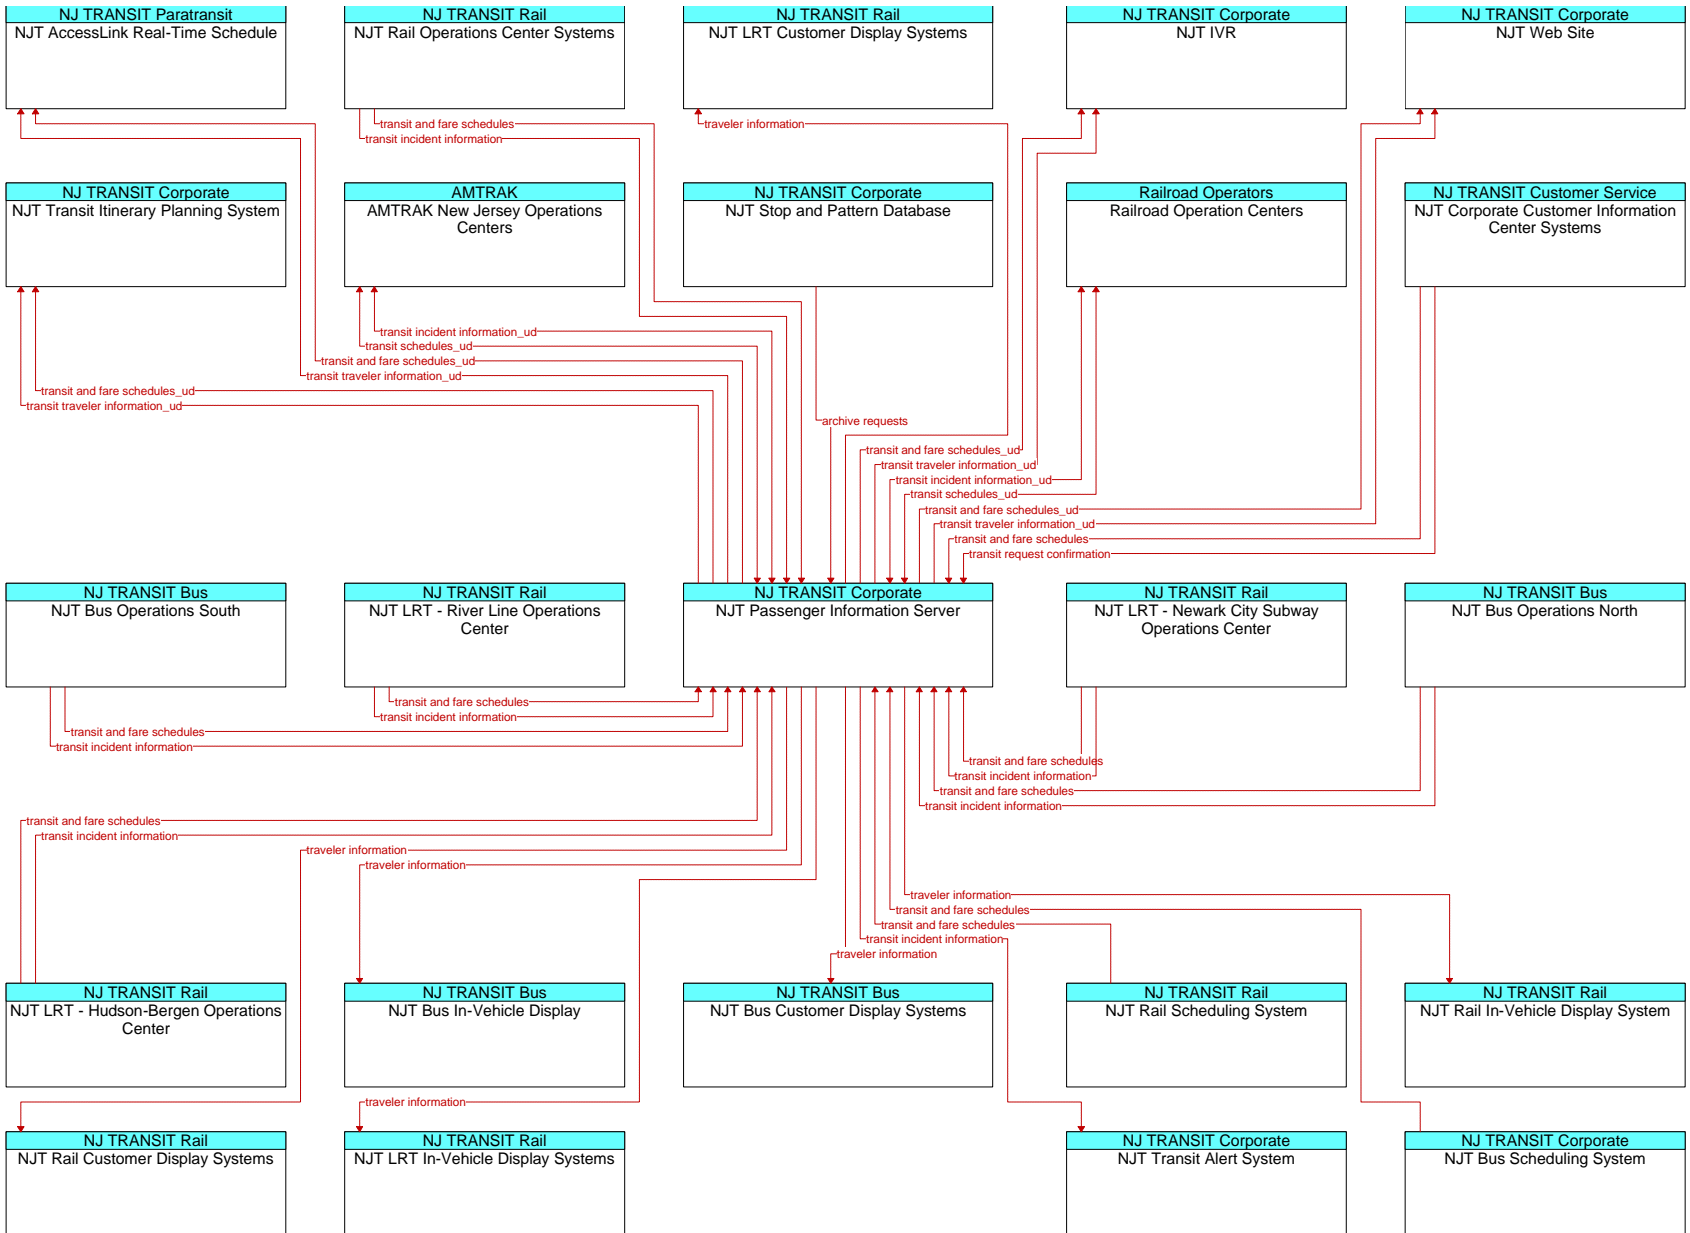 NJ TRANSIT Paratransit
NJT AccessLink Real-Time Schedule
NJ TRANSIT Rail
NJT Rail Operations Center Systems
NJ TRANSIT Rail
NJT LRT Customer Display Systems
NJ TRANSIT Corporate
NJT IVR
NJ TRANSIT Corporate
NJT Web Site
transit and fare schedules
transit incident information
traveler information
NJ TRANSIT Corporate
NJT Transit Itinerary Planning System
AMTRAK
AMTRAK New Jersey Operations
Centers
NJ TRANSIT Corporate
NJT Stop and Pattern Database
Railroad Operators
Railroad Operation Centers
NJ TRANSIT Customer Service
NJT Corporate Customer Information
Center Systems
transit incident information_ud
transit schedules_ud
transit and fare schedules_ud
transit traveler information_ud
transit and fare schedules_ud
transit traveler information_ud
archive requests
transit and fare schedules_ud
transit traveler information_ud
transit incident information_ud
transit schedules_ud
transit and fare schedules_ud
transit traveler information_ud
transit and fare schedules
transit request confirmation
NJ TRANSIT Bus
NJT Bus Operations South
NJ TRANSIT Rail
NJT LRT - River Line Operations
Center
NJ TRANSIT Corporate
NJT Passenger Information Server
NJ TRANSIT Rail
NJT LRT - Newark City Subway
Operations Center
NJ TRANSIT Bus
NJT Bus Operations North
transit and fare schedules
transit incident information
transit and fare schedules
transit incident information
transit and fare schedules
transit incident information
transit and fare schedules
transit incident information
transit and fare schedules
transit incident information
traveler information
traveler information
traveler information
transit and fare schedules
transit and fare schedules
transit incident information
traveler information
NJ TRANSIT Rail
NJT LRT - Hudson-Bergen Operations
Center
NJ TRANSIT Bus
NJT Bus In-Vehicle Display
NJ TRANSIT Bus
NJT Bus Customer Display Systems
NJ TRANSIT Rail
NJT Rail Scheduling System
NJ TRANSIT Rail
NJT Rail In-Vehicle Display System
traveler information
NJ TRANSIT Rail
NJT Rail Customer Display Systems
NJ TRANSIT Rail
NJT LRT In-Vehicle Display Systems
NJ TRANSIT Corporate
NJT Transit Alert System
NJ TRANSIT Corporate
NJT Bus Scheduling System